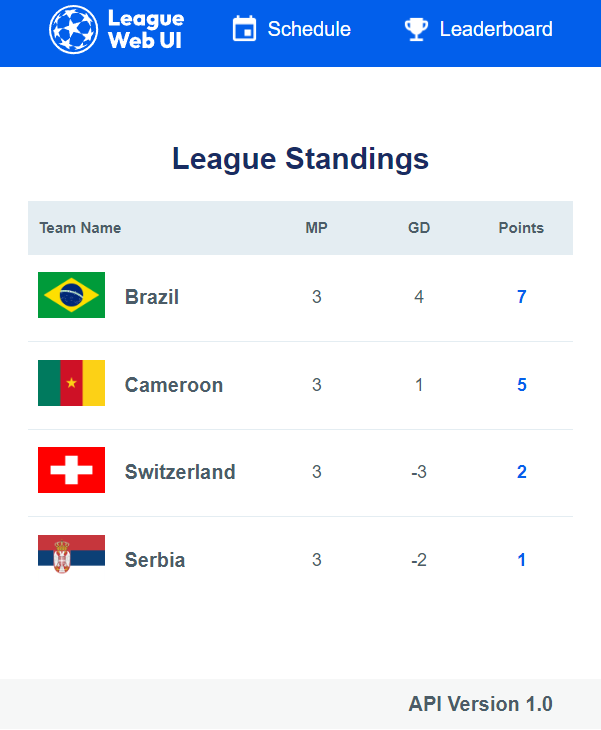 League
Web UI
Schedule
Leaderboard
League Standings
Team Name MP GD Points
Brazil 3 4 7
Cameroon 3 1 5
Switzerland 3 -3 2
Serbia 3 -2 1
API Version 1.0